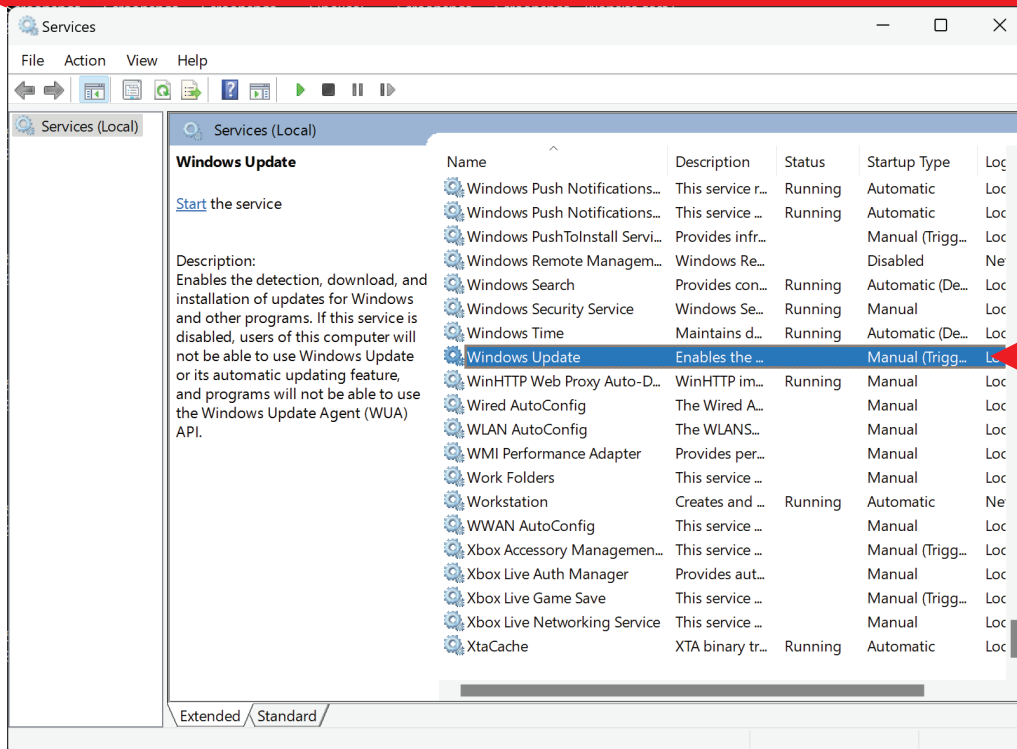 Services
File Action View Help
Services (Local)
Services (Local)
Windows Update
Start the service
Description:
Enables the detection, download, and
installation of updates for Windows
and other programs. If this service is
disabled, users of this computer will
not be able to use Windows Update
or its automatic updating feature,
and programs will not be able to use
the Windows Update Agent (WUA)
API.
Name Description Status Startup Type Log
Windows Push Notifications... This service r... Running Automatic Loc
Windows Push Notifications... This service ... Running Automatic Loc
Windows PushToInstall Servi... Provides infr... Manual (Trigg... Loc
Windows Remote Managem... Windows Re... Disabled Ne
Windows Search Provides con... Running Automatic (De... Loc
Windows Security Service Windows Se... Running Manual Loc
Windows Time Maintains d... Running Automatic (De... Loc
Windows Update Enables the ... Manual (Trigg...
WinHTTP Web Proxy Auto-D... WinHTTP im... Running Manual Loc
Wired AutoConfig The Wired A... Manual Loc
WLAN AutoConfig The WLANS... Manual Loc
WMI Performance Adapter Provides per... Manual Loc
Work Folders This service ... Manual Loc
Workstation Creates and ... Running Automatic Ne
WWAN AutoConfig This service ... Manual Loc
Xbox Accessory Managemen... This service ... Manual (Trigg... Loc
Xbox Live Auth Manager Provides aut... Manual Loc
Xbox Live Game Save This service ... Manual (Trigg... Loc
Xbox Live Networking Service This service ... Manual Loc
XtaCache XTA binary tr... Running Automatic Loc
Extended Standard